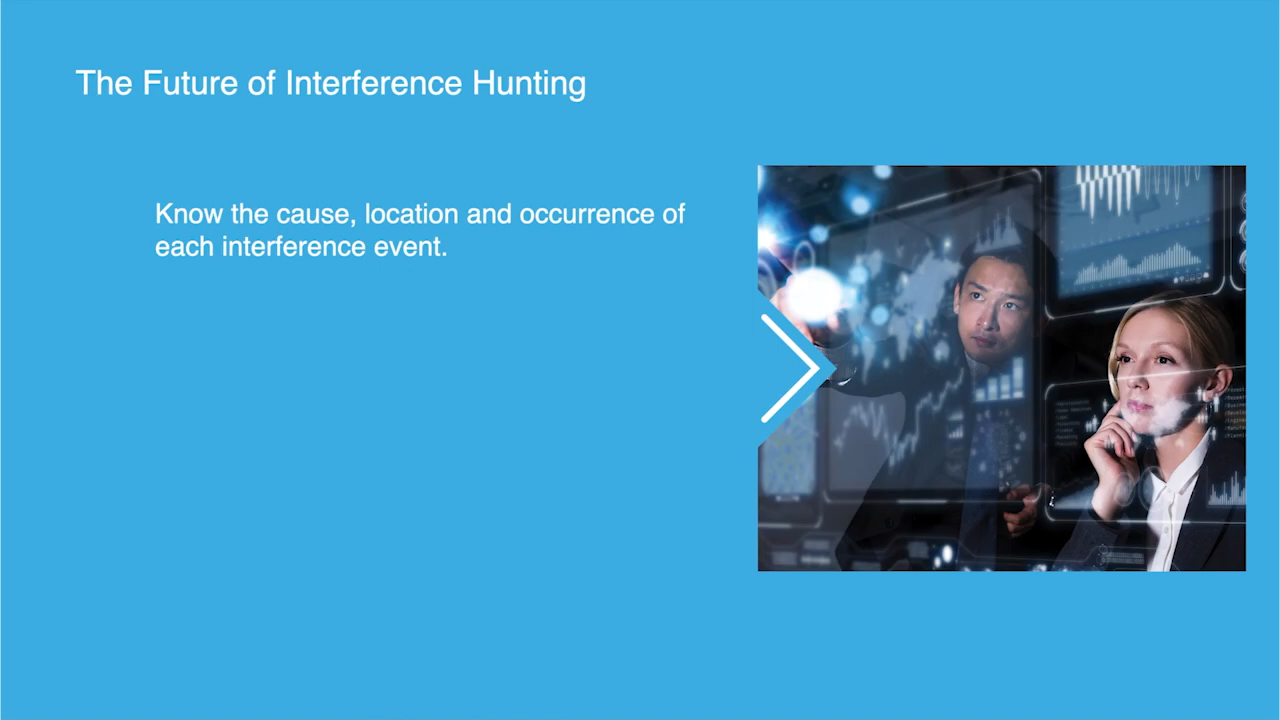 The Future of Interference Hunting
Know the cause, location and occurrence of
each interference event.